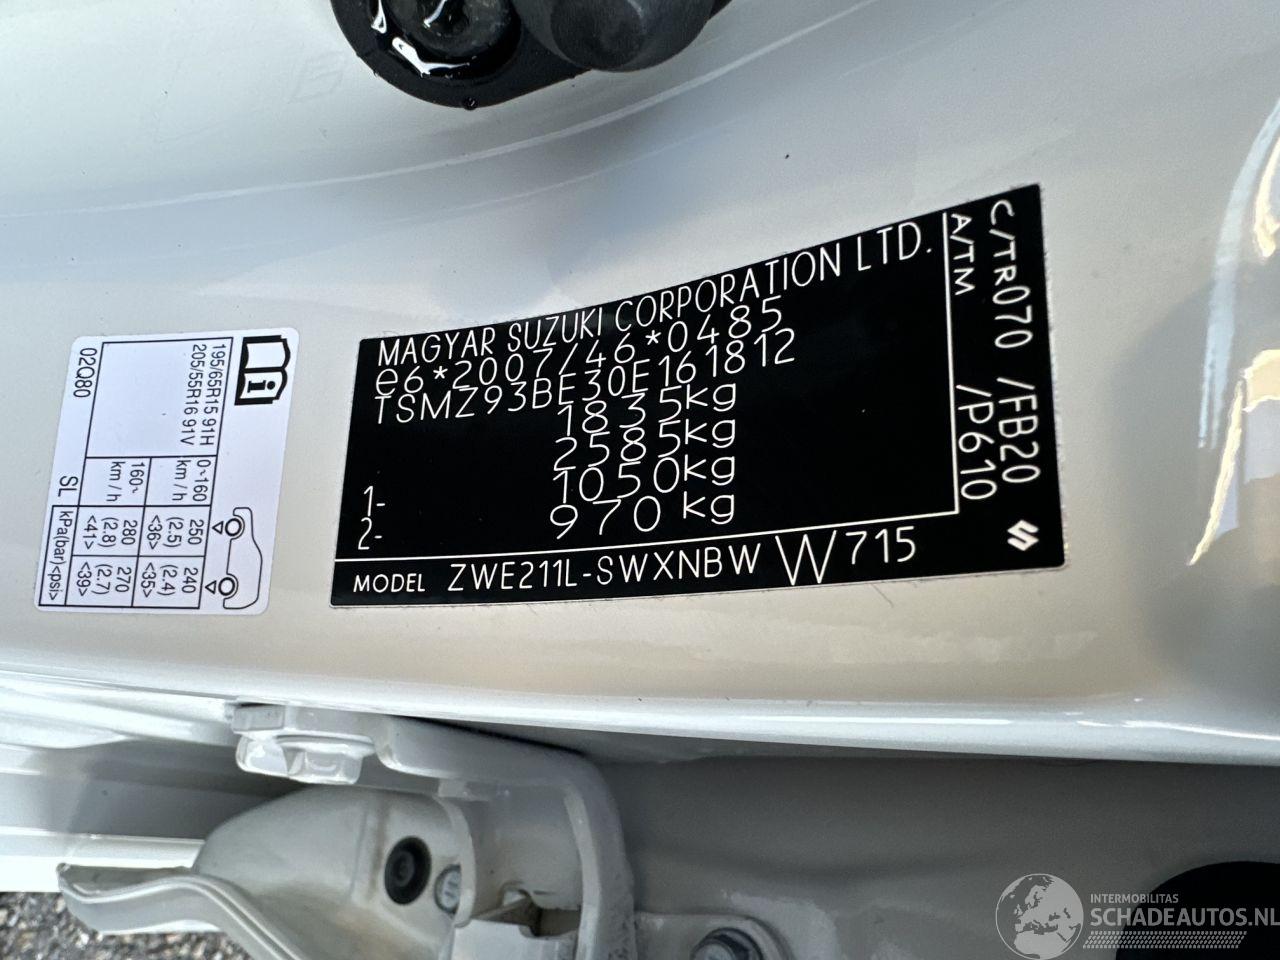 MAGYAR SUZUKI CORPORATION LTD.
e6*2007/46*0485
TSMZ93BE30E161812
1835kg
2585kg
1- 1050kg
2- 970kg
MODEL ZWE211L-SWXNBW W715
C/TR070 /FB20
A/TM /P610
195/65R15 91H
205/55R16 91V
0~160 km/h
250 (2.5) <36>
240 (2.4) <35>
160~ km/h
280 (2.8) <41>
270 (2.7) <39>
02Q80 SL kPa(bar)<psi>
INTERMOBILITAS
SCHADEAUTOS.NL